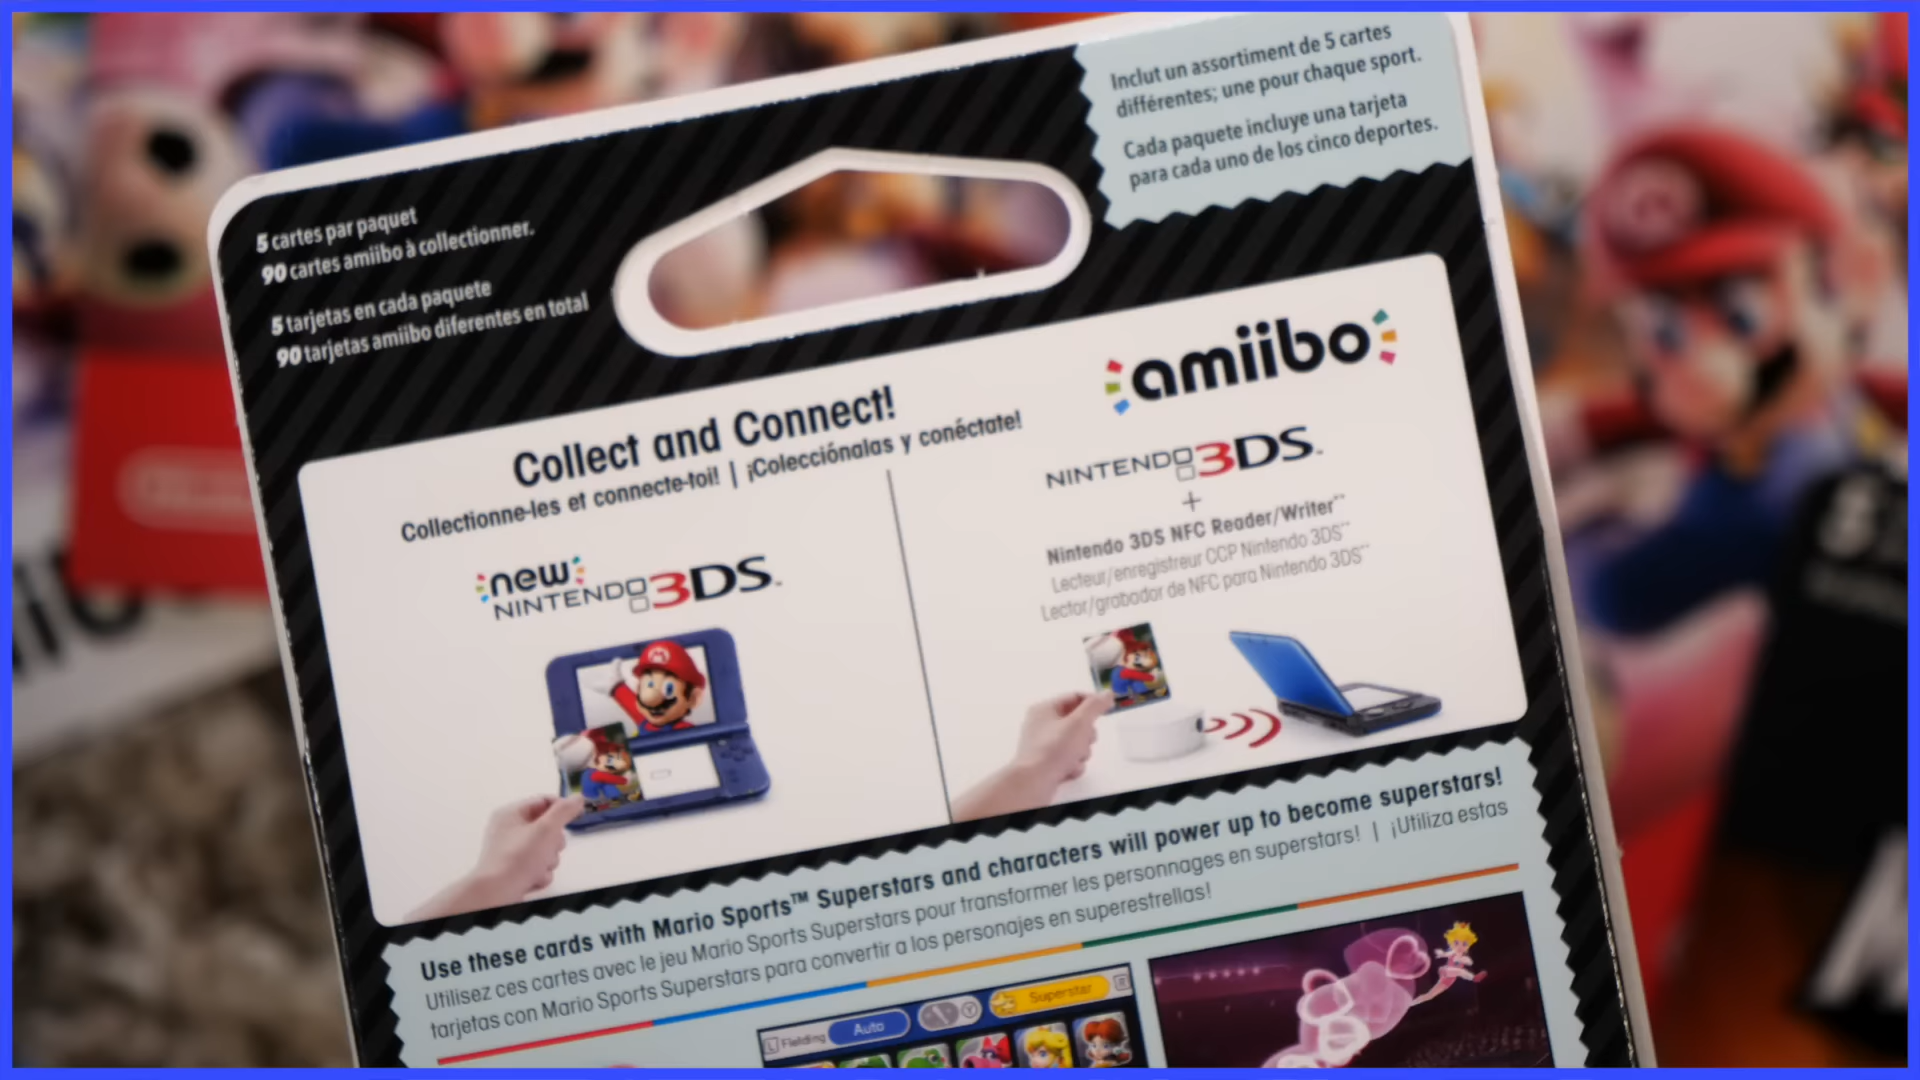 Inclut un assortiment de 5 cartes
différentes; une pour chaque sport.
Cada paquete incluye una tarjeta
para cada uno de los cinco deportes.
5 cartes par paquet
90 cartes amiibo à collectionner.
5 tarjetas en cada paquete
90 tarjetas amiibo diferentes en total
amiibo
Collect and Connect!
Collectionne-les et connecte-toi! | ¡Colecciónalas y conéctate!
new
NINTENDO 3DS™
NINTENDO 3DS™
+
Nintendo 3DS NFC Reader/Writer**
Lecteur/enregistreur CCP Nintendo 3DS**
Lector/grabador de NFC para Nintendo 3DS**
Use these cards with Mario Sports™ Superstars and characters will power up to become superstars!
Utilisez ces cartes avec le jeu Mario Sports Superstars pour transformer les personnages en superstars! | ¡Utiliza estas
tarjetas con Mario Sports Superstars para convertir a los personajes en superestrellas!
L Fielding Auto Y Superstar R